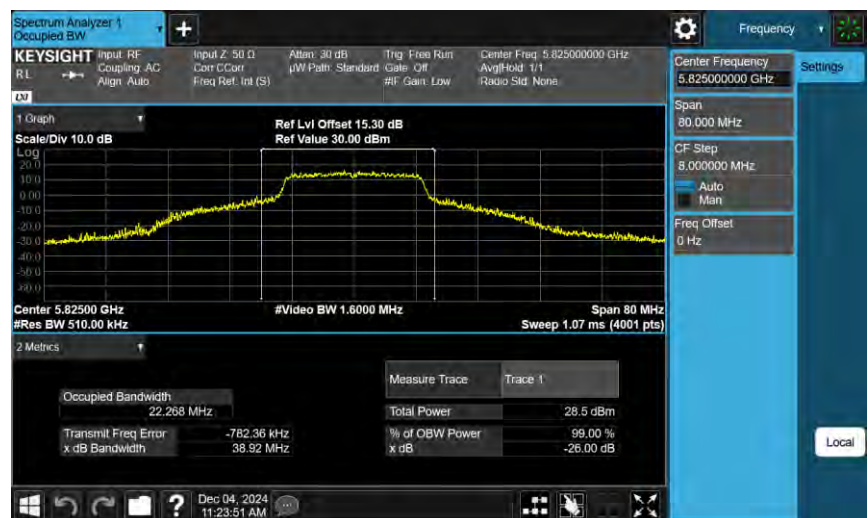 Spectrum Analyzer 1
Occupied BW
+
Frequency
KEYSIGHT
RL
LXI
Input: RF
Coupling: AC
Align: Auto
Input Z: 50 Ω
Corr CCorr
Freq Ref: Int (S)
Atten: 30 dB
µW Path: Standard
Trig: Free Run
Gate: Off
#IF Gain: Low
Center Freq: 5.825000000 GHz
Avg|Hold: 1/1
Radio Std: None
Center Frequency
5.825000000 GHz
Settings
Span
80.000 MHz
CF Step
8.000000 MHz
Auto
Man
Freq Offset
0 Hz
Local
1 Graph
Scale/Div 10.0 dB
Ref Lvl Offset 15.30 dB
Ref Value 30.00 dBm
Log
20.0
10.0
0.00
-10.0
-20.0
-30.0
-40.0
-50.0
-60.0
Center 5.82500 GHz
#Video BW 1.6000 MHz
Span 80 MHz
#Res BW 510.00 kHz
Sweep 1.07 ms (4001 pts)
2 Metrics
Measure Trace
Trace 1
Occupied Bandwidth
22.268 MHz
Total Power
28.5 dBm
Transmit Freq Error
-782.36 kHz
% of OBW Power
99.00 %
x dB Bandwidth
38.92 MHz
x dB
-26.00 dB
?
Dec 04, 2024
11:23:51 AM